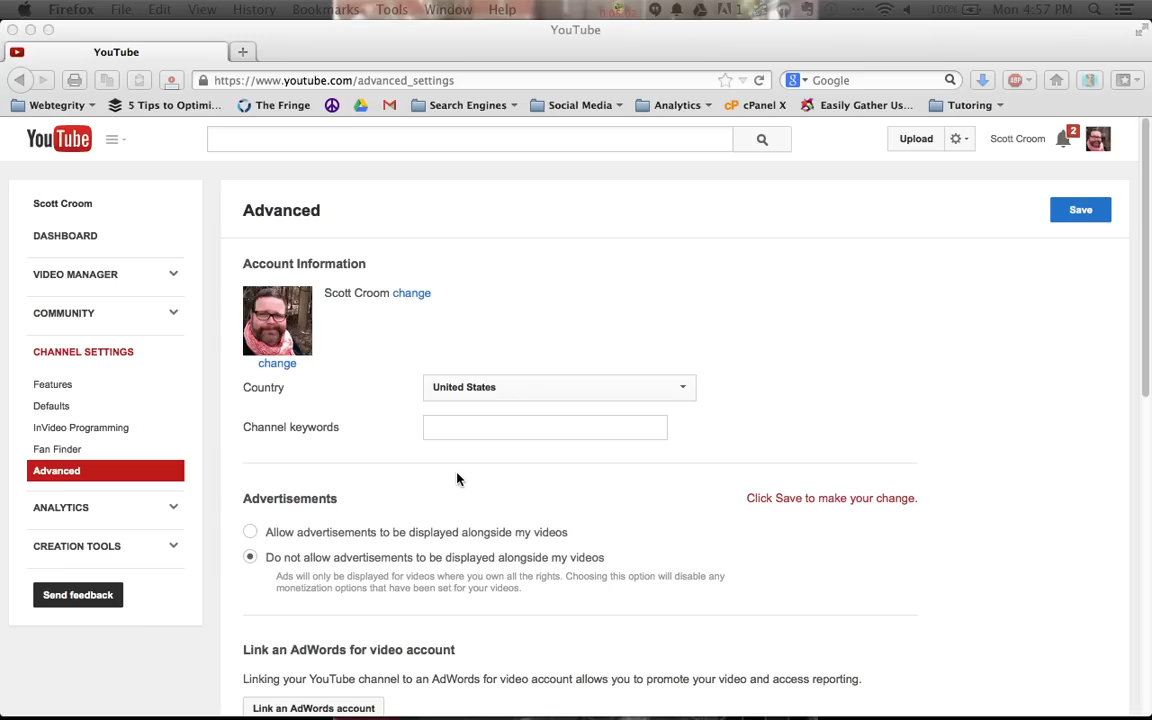 Firefox File Edit View History Bookmarks Tools Window Help 100% Mon 4:57 PM
YouTube
YouTube
https://www.youtube.com/advanced_settings Google
Webtegrity 5 Tips to Optimi... The Fringe Search Engines Social Media Analytics cPanel X Easily Gather Us... Tutoring
YouTube Upload Scott Croom 2
Scott Croom
DASHBOARD
VIDEO MANAGER
COMMUNITY
CHANNEL SETTINGS
Features
Defaults
InVideo Programming
Fan Finder
Advanced
ANALYTICS
CREATION TOOLS
Send feedback
Advanced Save
Account Information
Scott Croom change
change
Country United States
Channel keywords
Advertisements Click Save to make your change.
Allow advertisements to be displayed alongside my videos
Do not allow advertisements to be displayed alongside my videos
Ads will only be displayed for videos where you own all the rights. Choosing this option will disable any
monetization options that have been set for your videos.
Link an AdWords for video account
Linking your YouTube channel to an AdWords for video account allows you to promote your video and access reporting.
Link an AdWords account